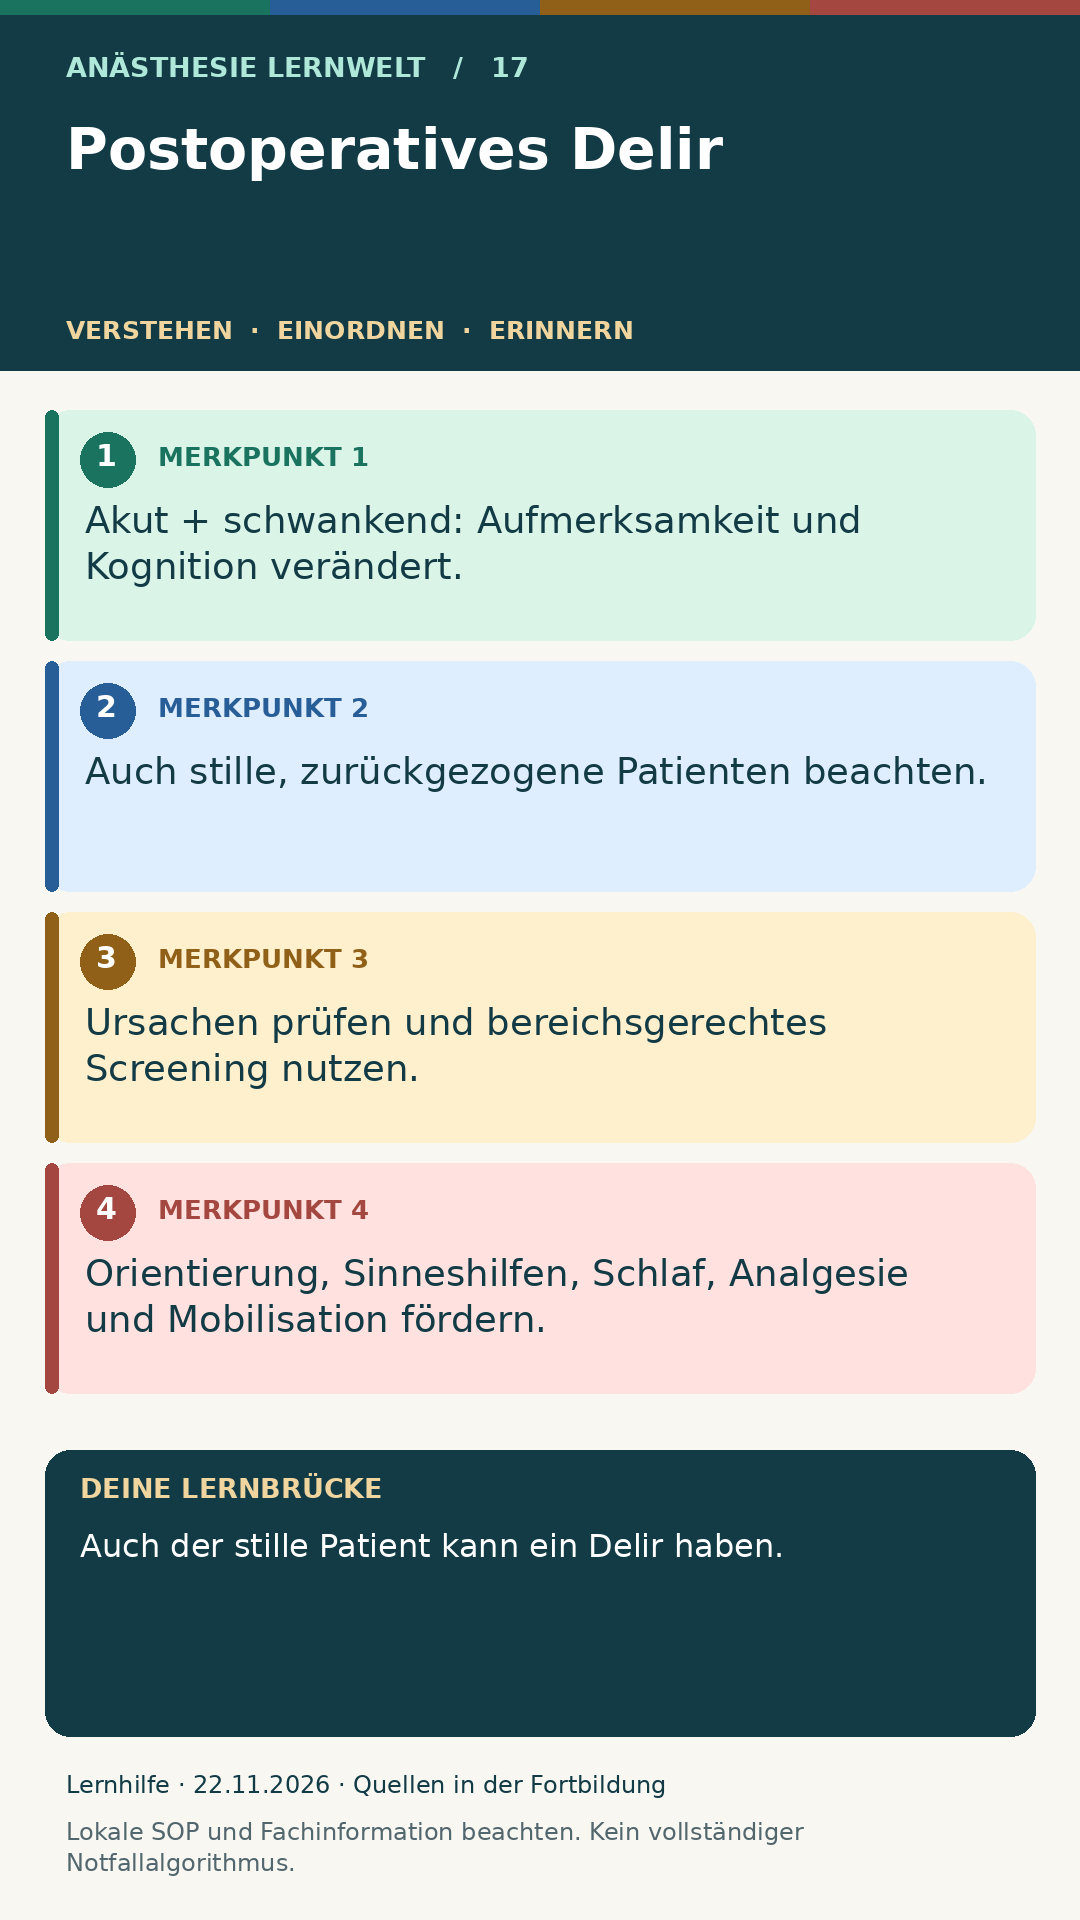 ANÄSTHESIE LERNWELT / 17
Postoperatives Delir
VERSTEHEN · EINORDNEN · ERINNERN
1 MERKPUNKT 1
Akut + schwankend: Aufmerksamkeit und
Kognition verändert.
2 MERKPUNKT 2
Auch stille, zurückgezogene Patienten beachten.
3 MERKPUNKT 3
Ursachen prüfen und bereichsgerechtes
Screening nutzen.
4 MERKPUNKT 4
Orientierung, Sinneshilfen, Schlaf, Analgesie
und Mobilisation fördern.
DEINE LERNBRÜCKE
Auch der stille Patient kann ein Delir haben.
Lernhilfe · 22.11.2026 · Quellen in der Fortbildung
Lokale SOP und Fachinformation beachten. Kein vollständiger
Notfallalgorithmus.